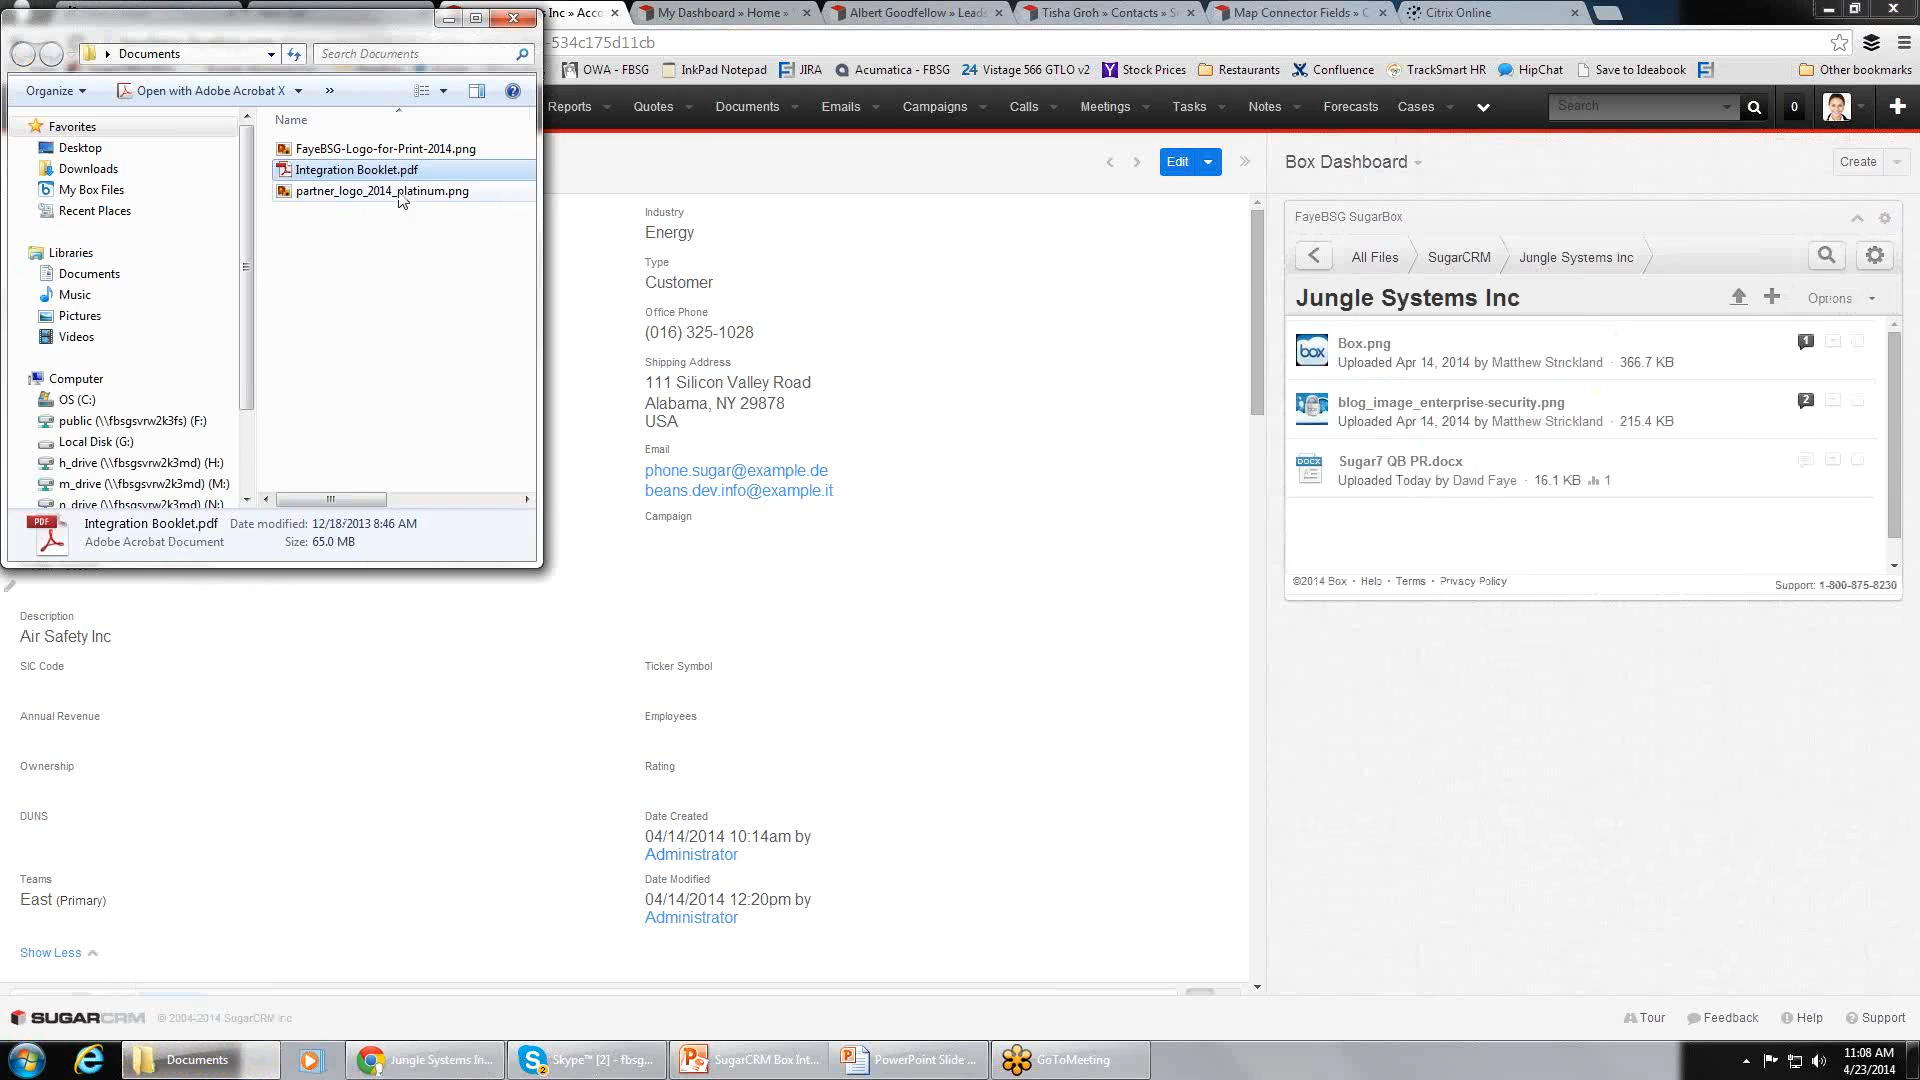 Inc » Acco
My Dashboard » Home »
Albert Goodfellow » Leads
Tisha Groh » Contacts » S
Map Connector Fields » C
Citrix Online
Documents
Search Documents
-534c175d11cb
OWA - FBSG
InkPad Notepad
JIRA
Acumatica - FBSG
24 Vistage 566 GTLO v2
Stock Prices
Restaurants
Confluence
TrackSmart HR
HipChat
Save to Ideabook
Other bookmarks
Organize
Open with Adobe Acrobat X
»
Reports
Quotes
Documents
Emails
Campaigns
Calls
Meetings
Tasks
Notes
Forecasts
Cases
Search
0
Favorites
Desktop
Downloads
My Box Files
Recent Places
Libraries
Documents
Music
Pictures
Videos
Computer
OS (C:)
public (\\fbsgsvrw2k3fs) (F:)
Local Disk (G:)
h_drive (\\fbsgsvrw2k3md) (H:)
m_drive (\\fbsgsvrw2k3md) (M:)
n_drive (\\fbsgsvrw2k3md) (N:)
Name
FayeBSG-Logo-for-Print-2014.png
Integration Booklet.pdf
partner_logo_2014_platinum.png
PDF
Integration Booklet.pdf Date modified: 12/18/2013 8:46 AM
Adobe Acrobat Document Size: 65.0 MB
Edit
Industry
Energy
Type
Customer
Office Phone
(016) 325-1028
Shipping Address
111 Silicon Valley Road
Alabama, NY 29878
USA
Email
phone.sugar@example.de
beans.dev.info@example.it
Campaign
Description
Air Safety Inc
SIC Code
Ticker Symbol
Annual Revenue
Employees
Ownership
Rating
DUNS
Date Created
04/14/2014 10:14am by
Administrator
Teams
East (Primary)
Date Modified
04/14/2014 12:20pm by
Administrator
Show Less
Box Dashboard
Create
FayeBSG SugarBox
All Files
SugarCRM
Jungle Systems Inc
Jungle Systems Inc
Options
box
Box.png
Uploaded Apr 14, 2014 by Matthew Strickland · 366.7 KB
1
blog_image_enterprise-security.png
Uploaded Apr 14, 2014 by Matthew Strickland · 215.4 KB
2
DOCX
Sugar7 QB PR.docx
Uploaded Today by David Faye · 16.1 KB 1
©2014 Box · Help · Terms · Privacy Policy
Support: 1-800-875-8230
SUGARCRM
© 2004-2014 SugarCRM Inc
Tour
Feedback
Help
Support
Documents
Jungle Systems In...
Skype™ [2] - fbsg...
SugarCRM Box Int...
PowerPoint Slide ...
GoToMeeting
11:08 AM
4/23/2014